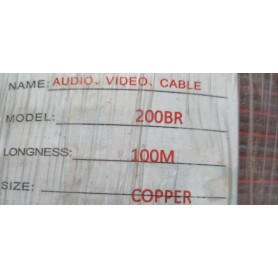 NAME: AUDIO、VIDEO、CABLE
MODEL: 200BR
LONGNESS: 100M
SIZE: COPPER